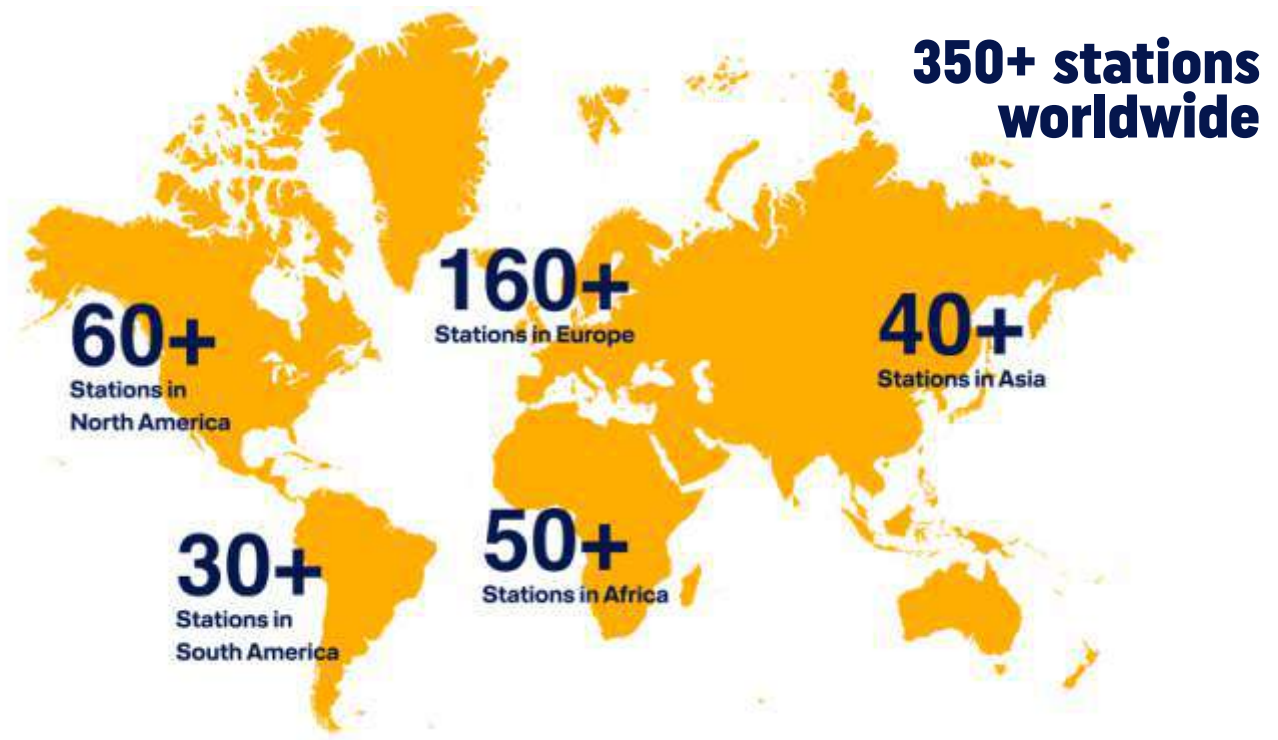 350+ stations
worldwide
160+
Stations in Europe
60+
Stations in
North America
40+
Stations in Asia
30+
Stations in
South America
50+
Stations in Africa